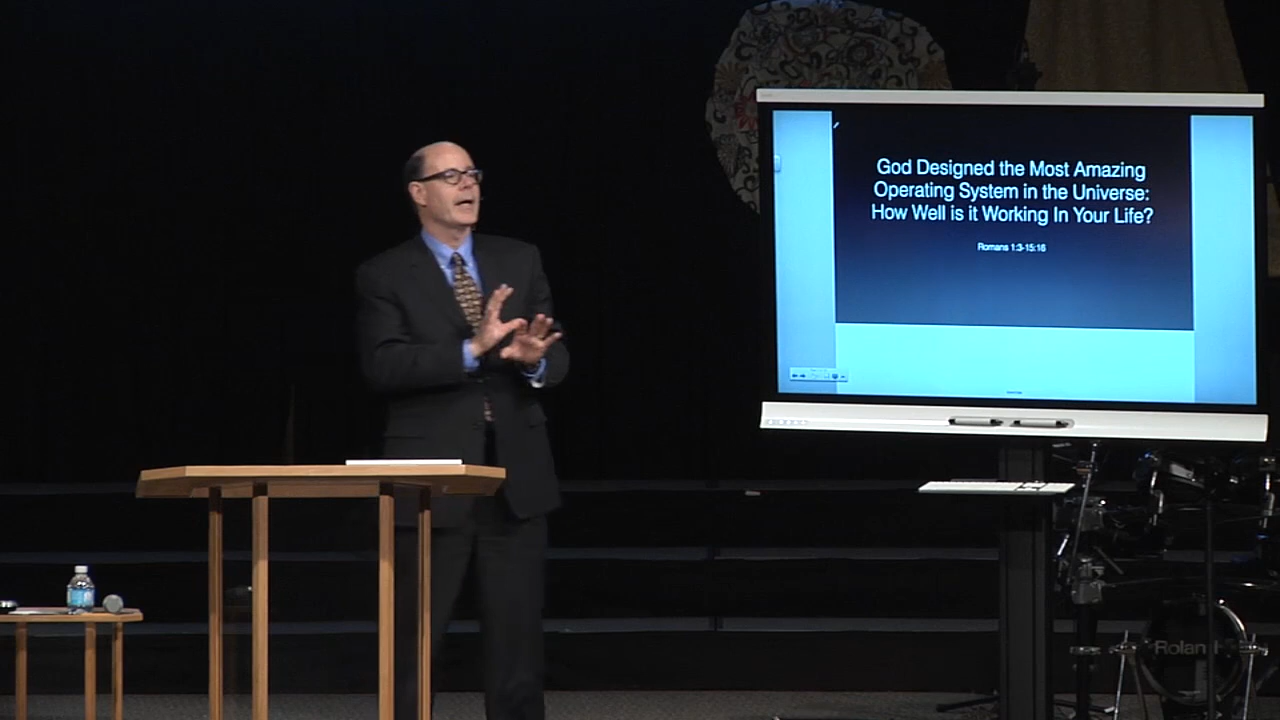 God Designed the Most Amazing
Operating System in the Universe:
How Well is it Working In Your Life?
Romans 1:3-15:16
Roland